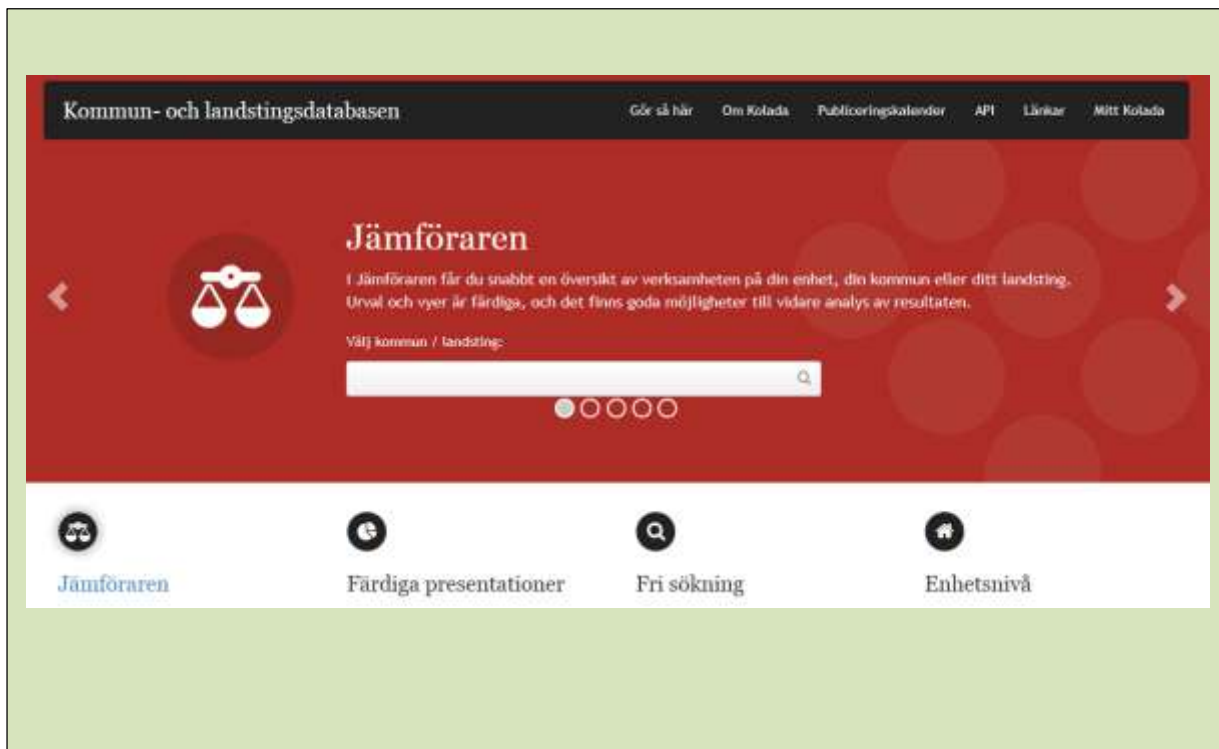 Kommun- och landstingsdatabasen
Gör så här Om Kolada Publiceringskalender API Länkar Mitt Kolada
Jämföraren
I Jämföraren får du snabbt en översikt av verksamheten på din enhet, din kommun eller ditt landsting.
Urval och vyer är färdiga, och det finns goda möjligheter till vidare analys av resultaten.
Välj kommun / landsting:
Jämföraren Färdiga presentationer Fri sökning Enhetsnivå